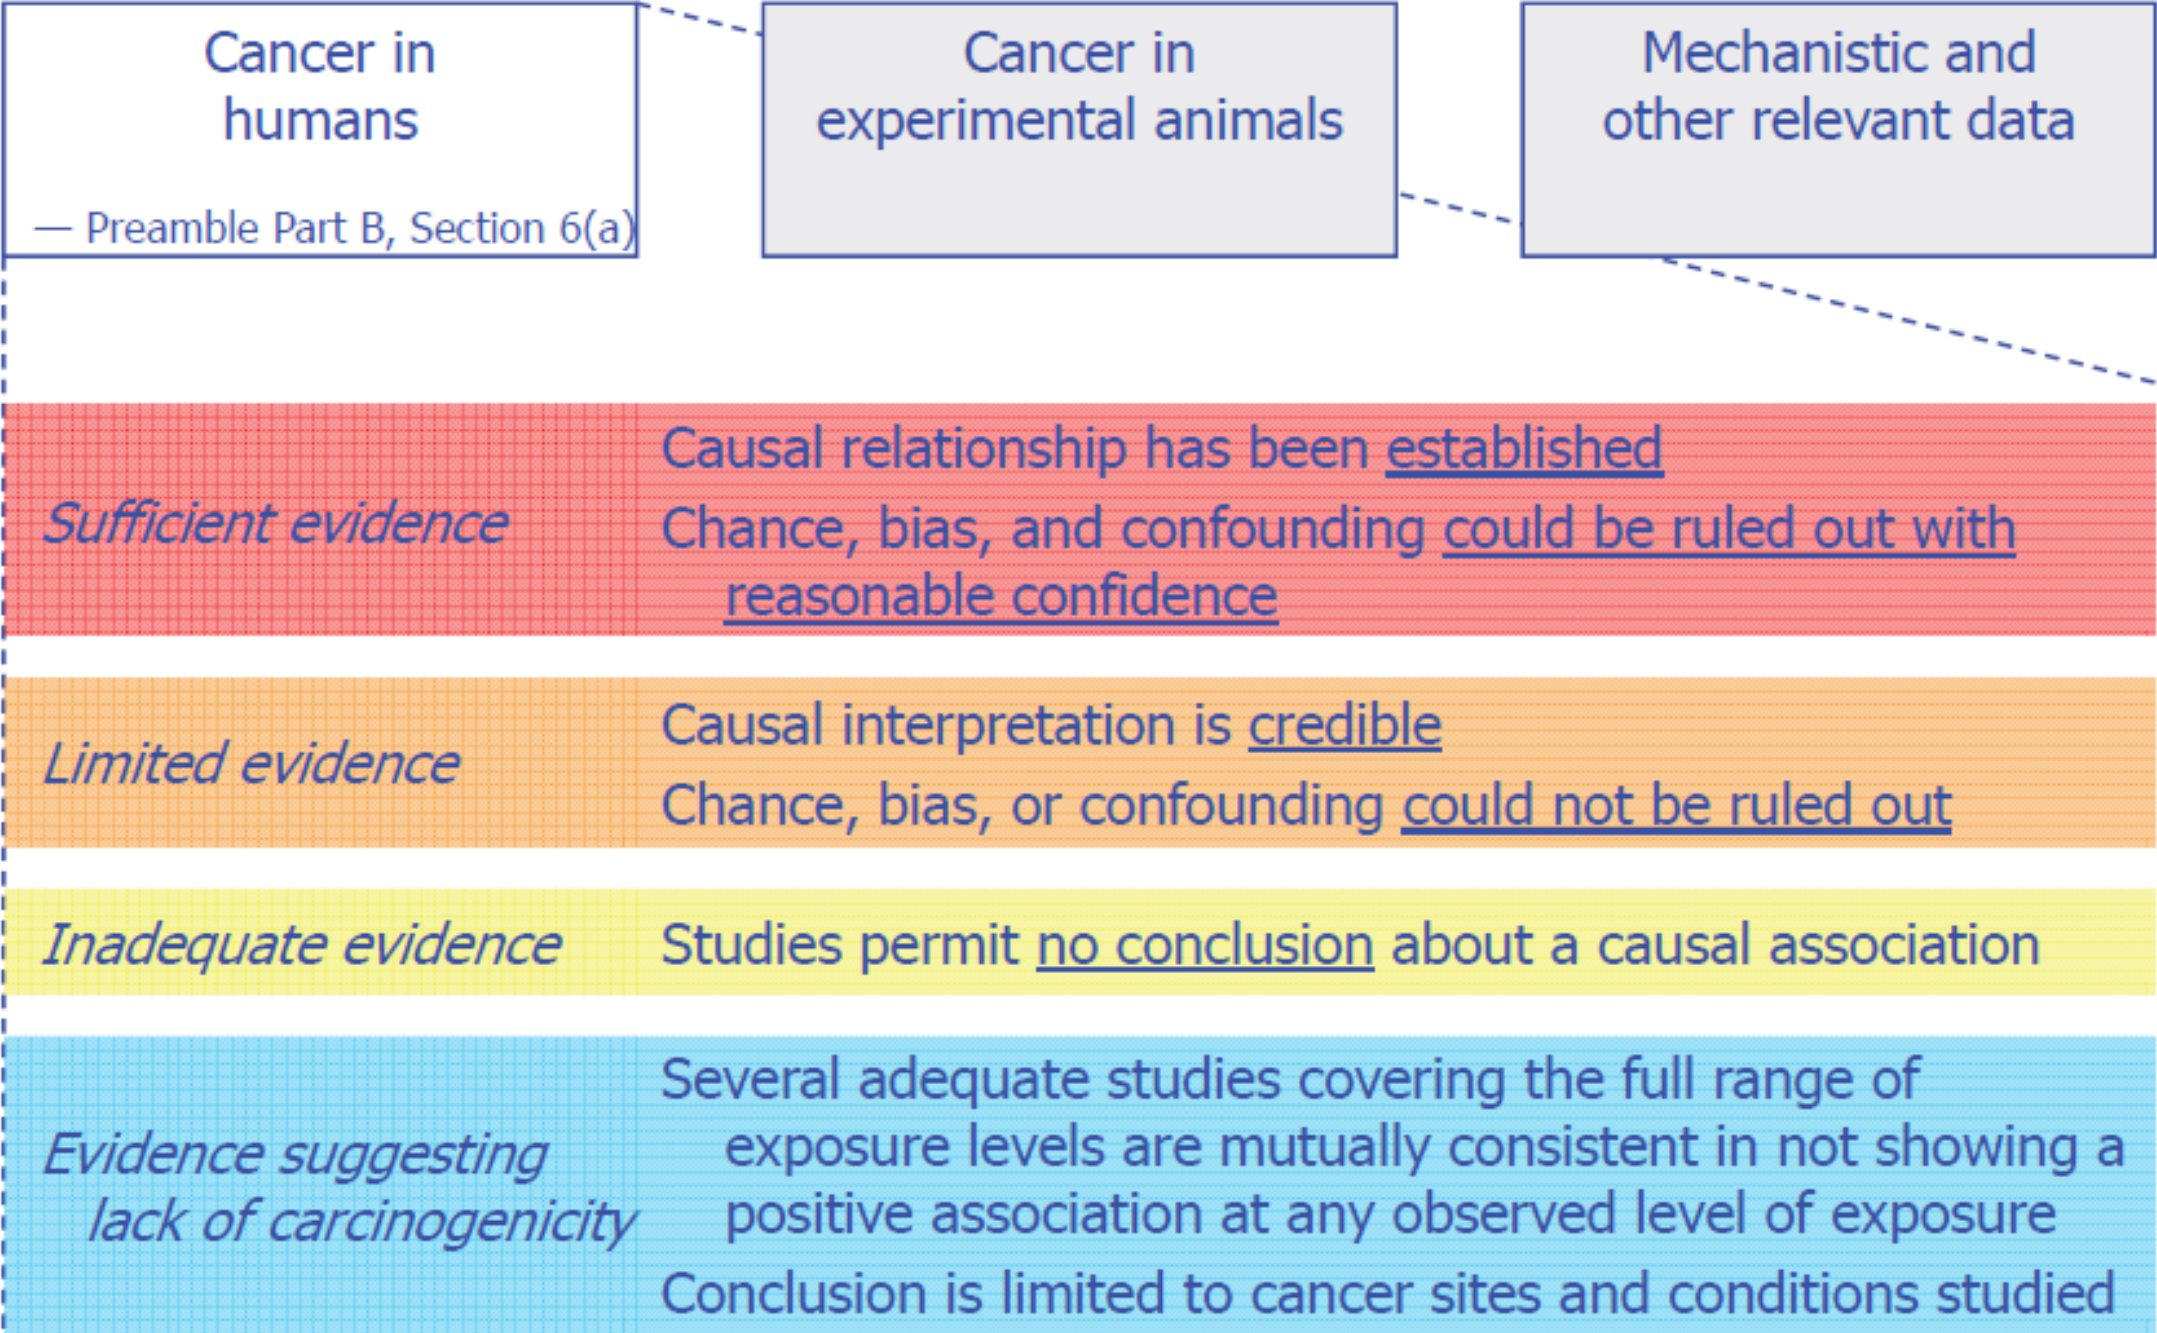 Cancer in
humans
— Preamble Part B, Section 6(a)
Cancer in
experimental animals
Mechanistic and
other relevant data
Sufficient evidence
Causal relationship has been established
Chance, bias, and confounding could be ruled out with
reasonable confidence
Limited evidence
Causal interpretation is credible
Chance, bias, or confounding could not be ruled out
Inadequate evidence
Studies permit no conclusion about a causal association
Evidence suggesting
lack of carcinogenicity
Several adequate studies covering the full range of
exposure levels are mutually consistent in not showing a
positive association at any observed level of exposure
Conclusion is limited to cancer sites and conditions studied